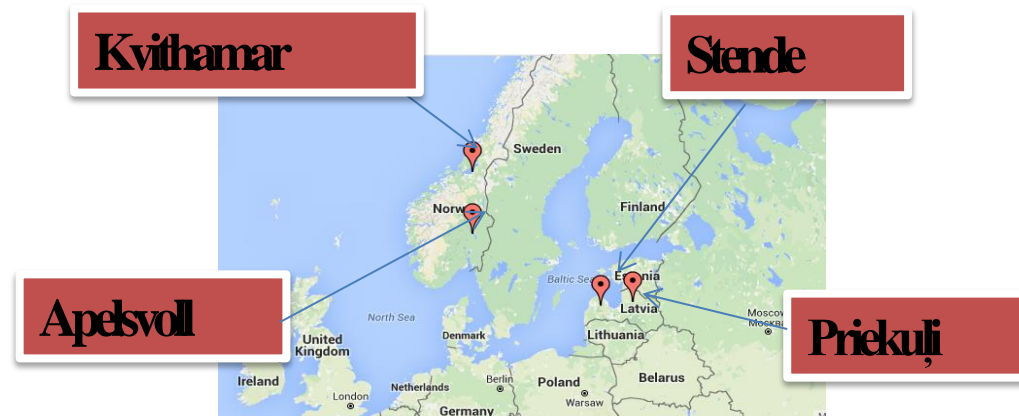 Kvithamar
Stende
Sweden
Norw
Finland
Apelsvoll
Baltic Sea
Estonia
North Sea
Latvia
Moscow
Москва
Priekuļi
United
Kingdom
Denmark
Lithuania
Ireland
Netherlands
Berlin
Poland
Belarus
London
Warsaw
Germany